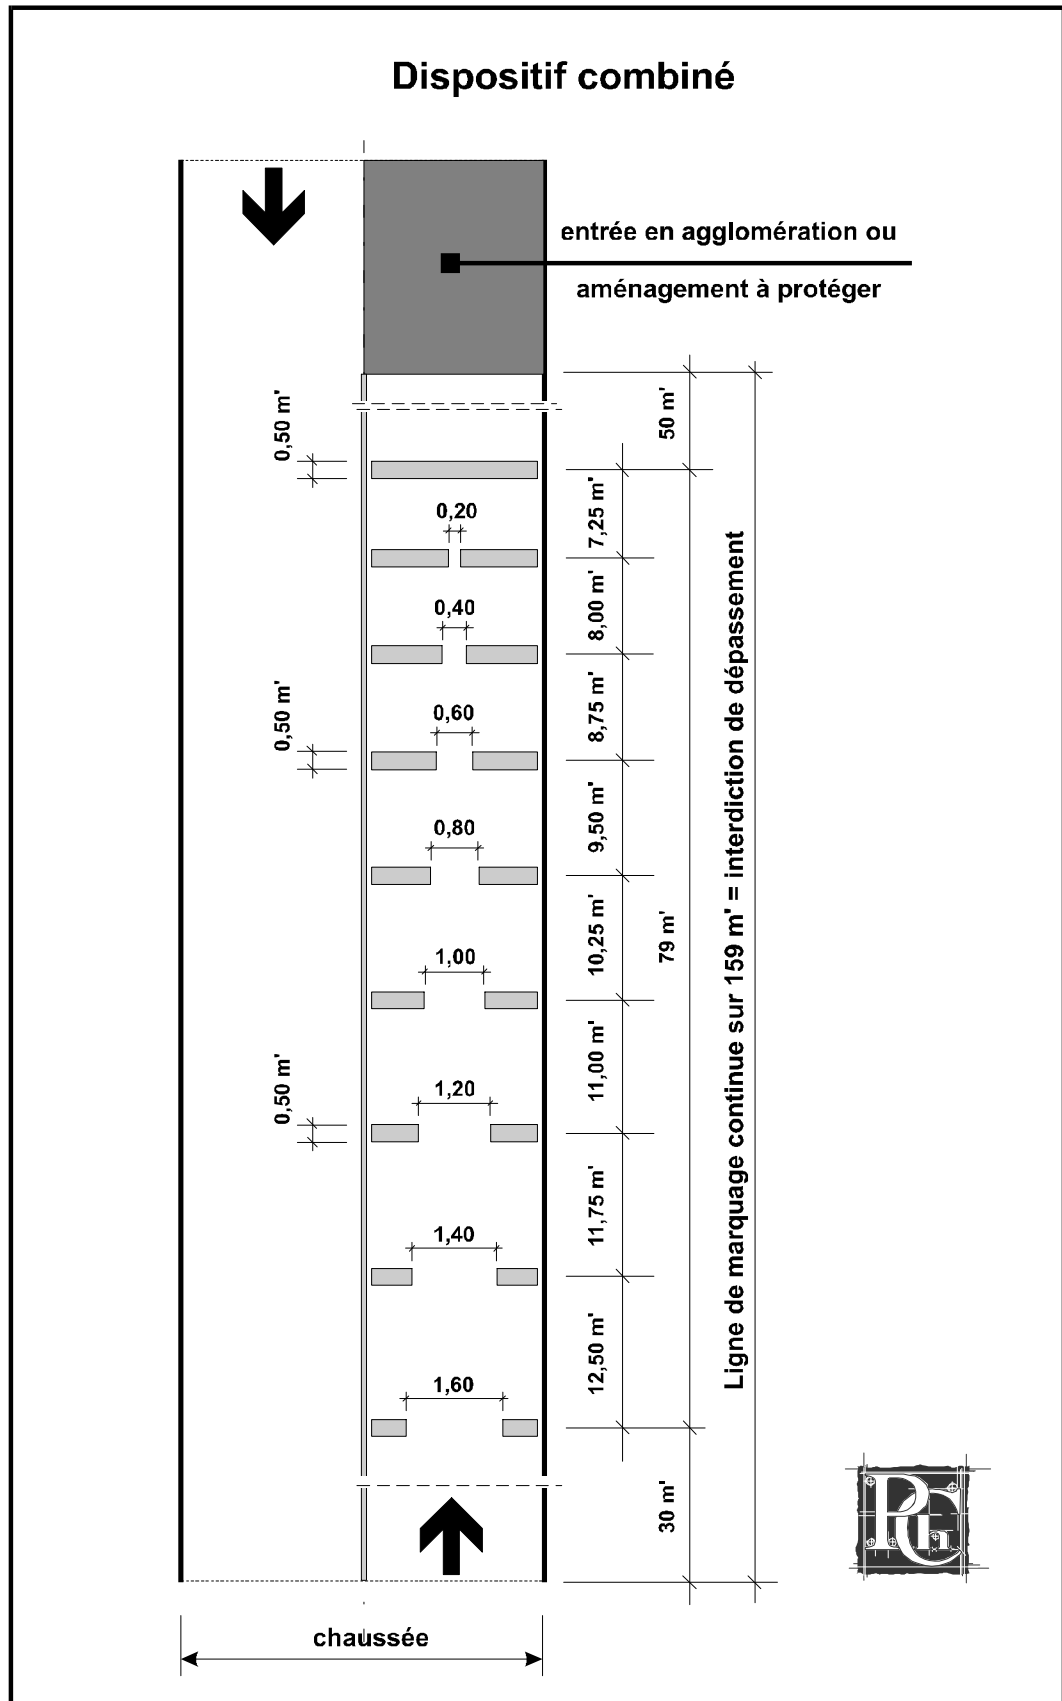 Dispositif combiné
entrée en agglomération ou
aménagement à protéger
50 m'
0,50 m'
7,25 m'
0,20
8,00 m'
0,40
8,75 m'
0,50 m'
0,60
9,50 m'
0,80
10,25 m'
79 m'
Ligne de marquage continue sur 159 m' = interdiction de dépassement
1,00
11,00 m'
0,50 m'
1,20
11,75 m'
1,40
12,50 m'
1,60
30 m'
PCh
chaussée